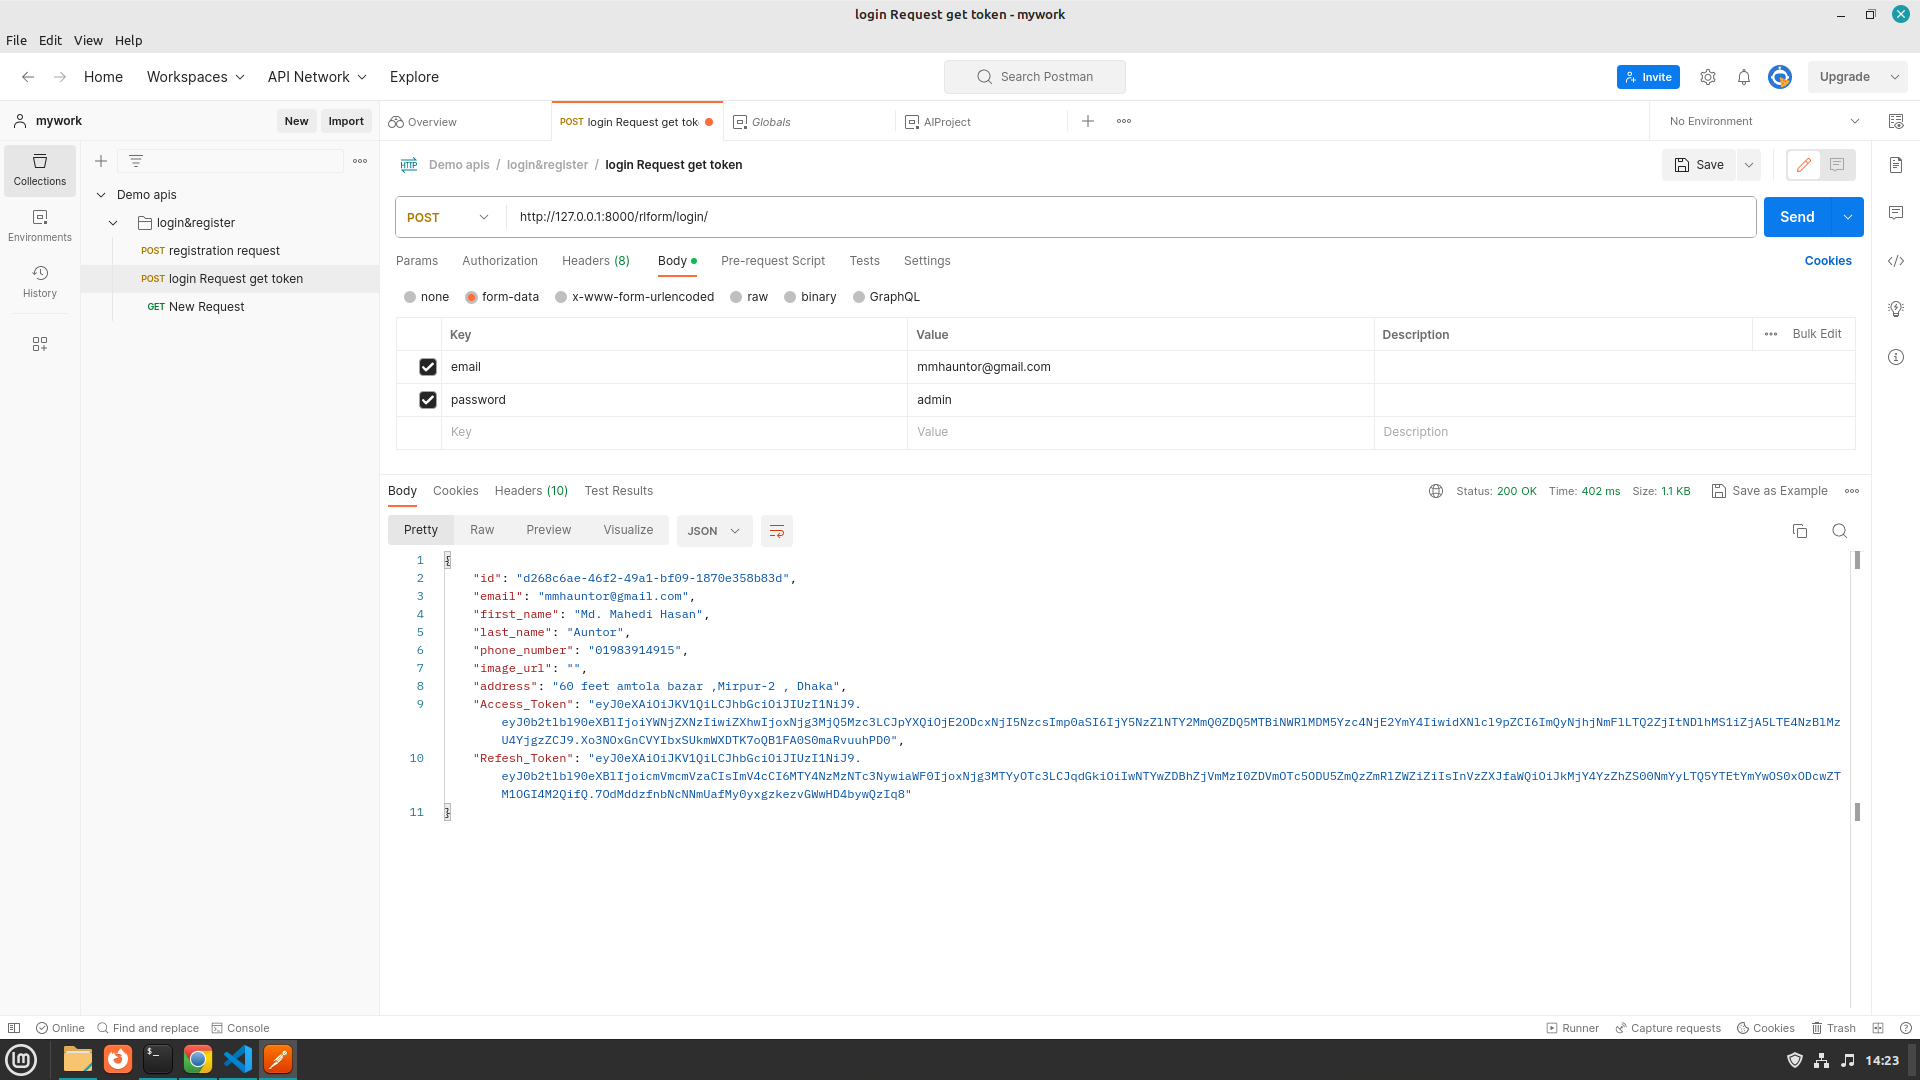 login Request get token - mywork
File Edit View Help
Home Workspaces API Network Explore
Search Postman
Invite
Upgrade
mywork
New Import
Overview
POST login Request get tok
Globals
AIProject
No Environment
Collections
Environments
History
Demo apis
login&register
POST registration request
POST login Request get token
GET New Request
HTTP Demo apis / login&register / login Request get token
Save
POST http://127.0.0.1:8000/rlform/login/
Send
Params Authorization Headers (8) Body Pre-request Script Tests Settings
Cookies
none form-data x-www-form-urlencoded raw binary GraphQL
Key Value Description Bulk Edit
email mmhauntor@gmail.com
password admin
Key Value Description
Body Cookies Headers (10) Test Results
Status: 200 OK Time: 402 ms Size: 1.1 KB Save as Example
Pretty Raw Preview Visualize JSON
1 {
2 "id": "d268c6ae-46f2-49a1-bf09-1870e358b83d",
3 "email": "mmhauntor@gmail.com",
4 "first_name": "Md. Mahedi Hasan",
5 "last_name": "Auntor",
6 "phone_number": "01983914915",
7 "image_url": "",
8 "address": "60 feet amtola bazar ,Mirpur-2 , Dhaka",
9 "Access_Token": "eyJ0eXAiOiJKV1QiLCJhbGciOiJIUzI1NiJ9.
10 "Refesh_Token": "eyJ0eXAiOiJKV1QiLCJhbGciOiJIUzI1NiJ9.
11 }
Online Find and replace Console
Runner Capture requests Cookies Trash
14:23